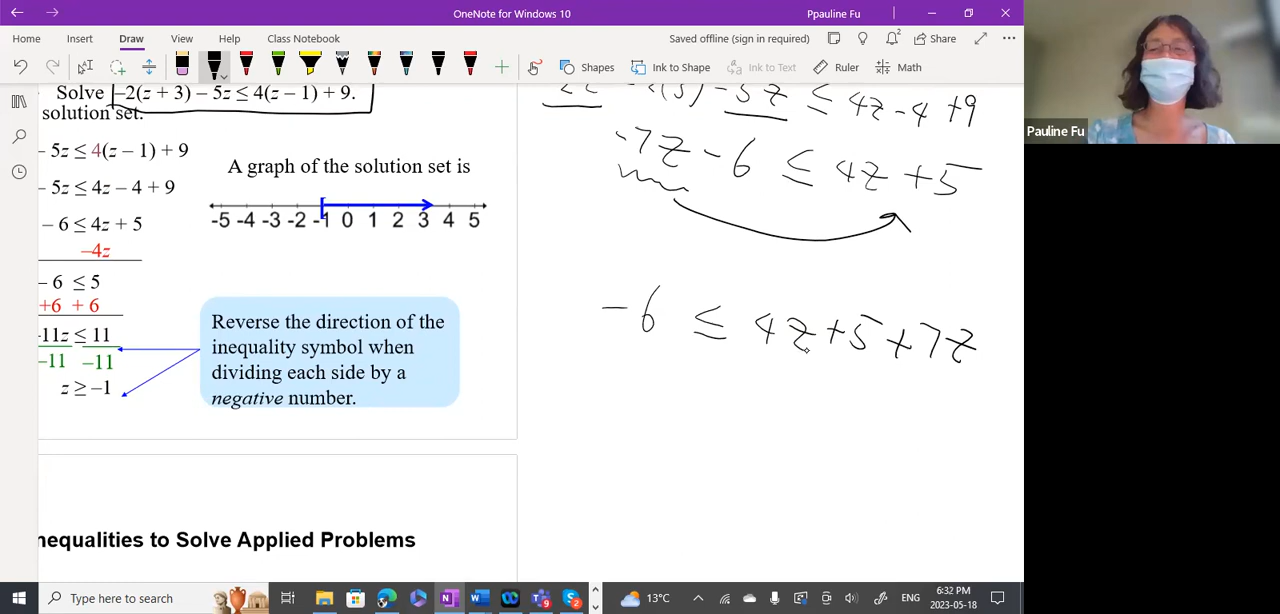 OneNote for Windows 10
Ppauline Fu
Home Insert Draw View Help Class Notebook
Saved offline (sign in required)
Share
Shapes
Ink to Shape
Ink to Text
Ruler
Math
Solve –2(z + 3) – 5z ≤ 4(z – 1) + 9.
solution set.
- 5z ≤ 4(z – 1) + 9
- 5z ≤ 4z – 4 + 9
- 6 ≤ 4z + 5
–4z
- 6 ≤ 5
+6 + 6
-11z ≤ 11
–11 –11
z ≥ –1
A graph of the solution set is
-5 -4 -3 -2 -1 0 1 2 3 4 5
Reverse the direction of the
inequality symbol when
dividing each side by a
negative number.
nequalities to Solve Applied Problems
- 5z ≤ 4z - 4 + 9
-7z - 6 ≤ 4z + 5
-6 ≤ 4z + 5 + 7z
Pauline Fu
Type here to search
13°C
ENG
6:32 PM
2023-05-18